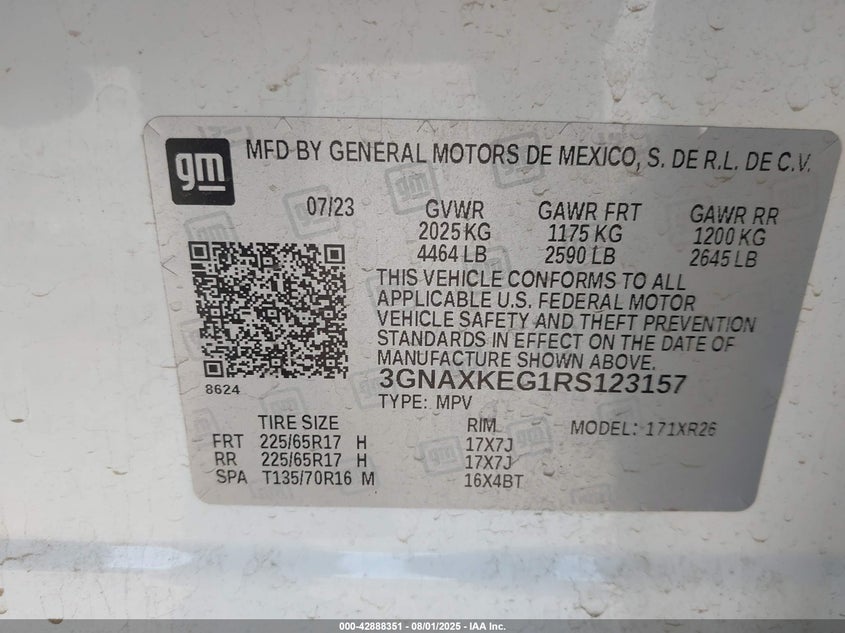 gm
MFD BY GENERAL MOTORS DE MEXICO, S. DE R.L. DE C.V.
07/23 GVWR GAWR FRT GAWR RR
2025 KG 1175 KG 1200 KG
4464 LB 2590 LB 2645 LB
THIS VEHICLE CONFORMS TO ALL
APPLICABLE U.S. FEDERAL MOTOR
VEHICLE SAFETY AND THEFT PREVENTION
STANDARDS IN EFFECT ON THE DATE OF
MANUFACTURE SHOWN ABOVE.
8624
3GNAXKEG1RS123157
TYPE: MPV
TIRE SIZE RIM MODEL: 171XR26
FRT 225/65R17 H 17X7J
RR 225/65R17 H 17X7J
SPA T135/70R16 M 16X4BT
000-42888351 - 08/01/2025 - IAA Inc.